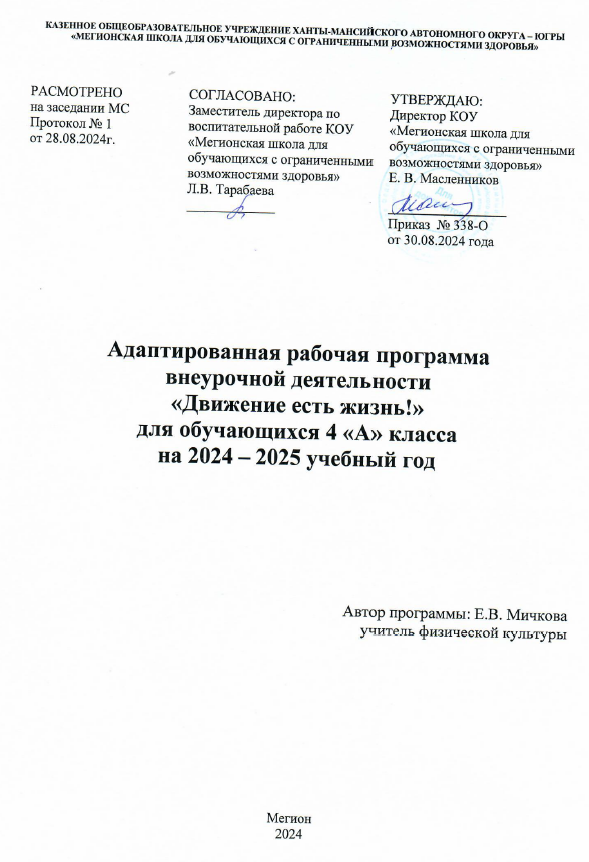 КАЗЕННОЕ ОБЩЕОБРАЗОВАТЕЛЬНОЕ УЧРЕЖДЕНИЕ ХАНТЫ-МАНСИЙСКОГО АВТОНОМНОГО ОКРУГА – ЮГРЫ
«МЕГИОНСКАЯ ШКОЛА ДЛЯ ОБУЧАЮЩИХСЯ С ОГРАНИЧЕННЫМИ ВОЗМОЖНОСТЯМИ ЗДОРОВЬЯ»
РАСМОТРЕНО
на заседании МС
Протокол № 1
от 28.08.2024г.
СОГЛАСОВАНО:
Заместитель директора по
воспитательной работе КОУ
«Мегионская школа для
обучающихся с ограниченными
возможностями здоровья»
Л.В. Тарабаева
УТВЕРЖДАЮ:
Директор КОУ
«Мегионская школа для
обучающихся с ограниченными
возможностями здоровья»
Е. В. Масленников
Приказ № 338-О
от 30.08.2024 года
Адаптированная рабочая программа
внеурочной деятельности
«Движение есть жизнь!»
для обучающихся 4 «А» класса
на 2024 – 2025 учебный год
Автор программы: Е.В. Мичкова
учитель физической культуры
Мегион
2024